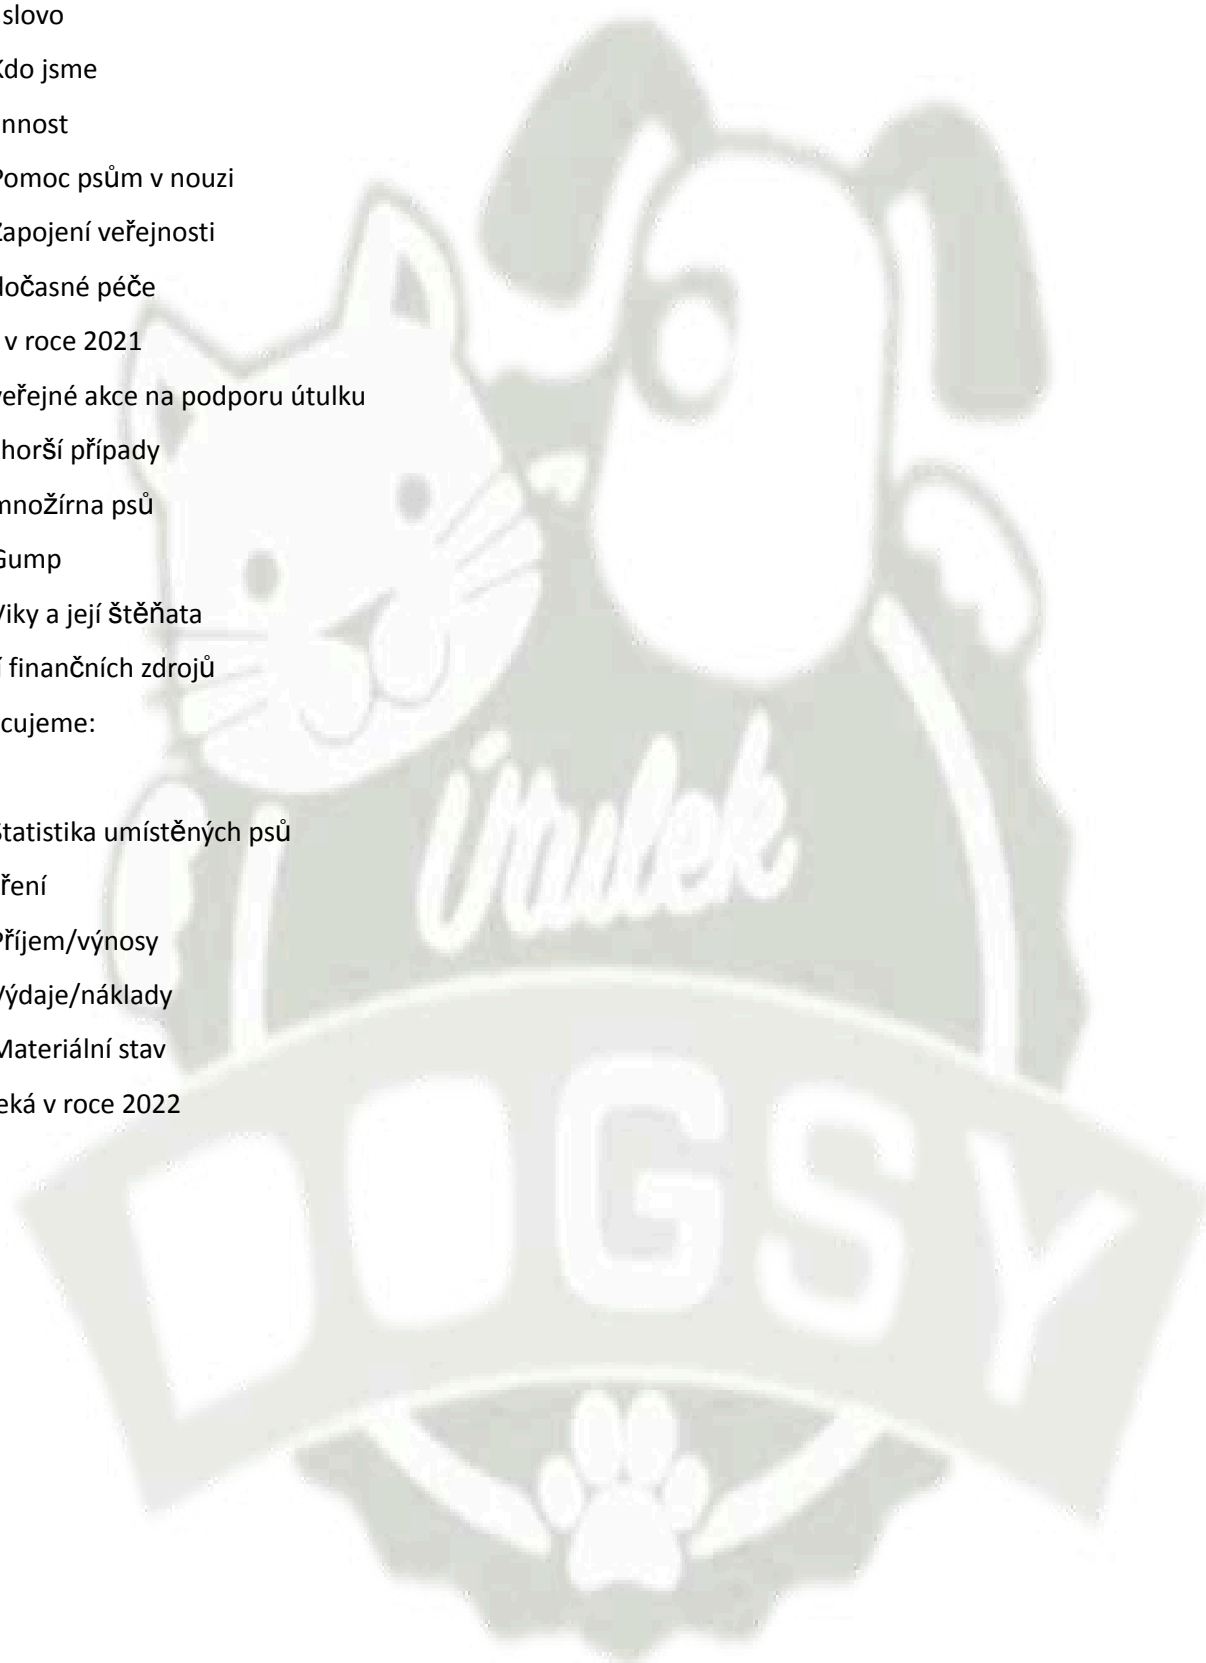 slovo
Kdo jsme
innost
Pomoc psům v nouzi
Zapojení veřejnosti
dočasné péče
v roce 2021
veřejné akce na podporu útulku
horší případy
množírna psů
Gump
Viky a její štěňata
í finančních zdrojů
cujeme:
Statistika umístěných psů
ření
Příjem/výnosy
Výdaje/náklady
Materiální stav
eká v roce 2022
Útulek
DOGSY